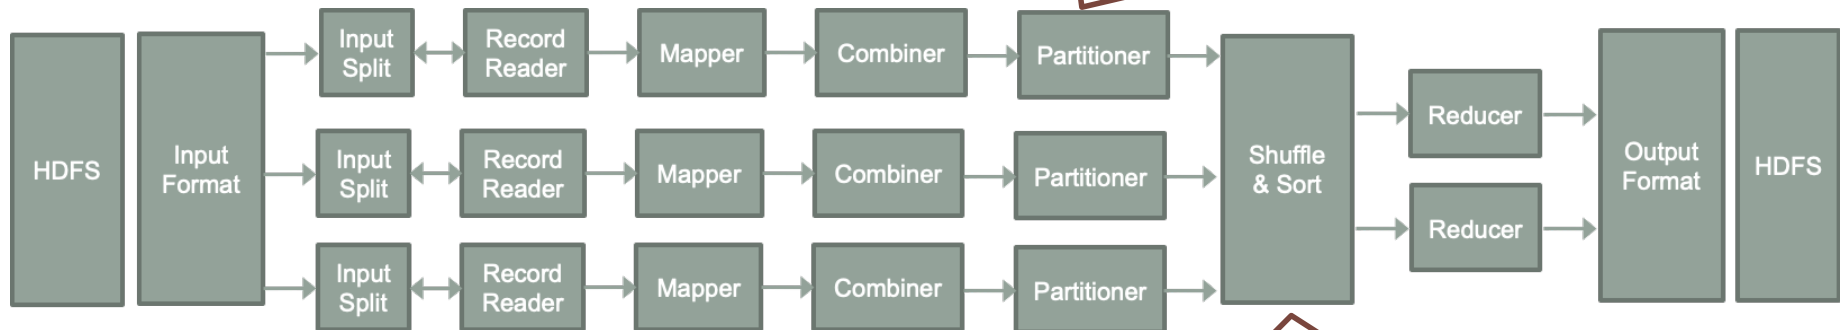 HDFS
Input
Format
Input
Split
Record
Reader
Mapper
Combiner
Partitioner
Input
Split
Record
Reader
Mapper
Combiner
Partitioner
Input
Split
Record
Reader
Mapper
Combiner
Partitioner
Shuffle
& Sort
Reducer
Reducer
Output
Format
HDFS